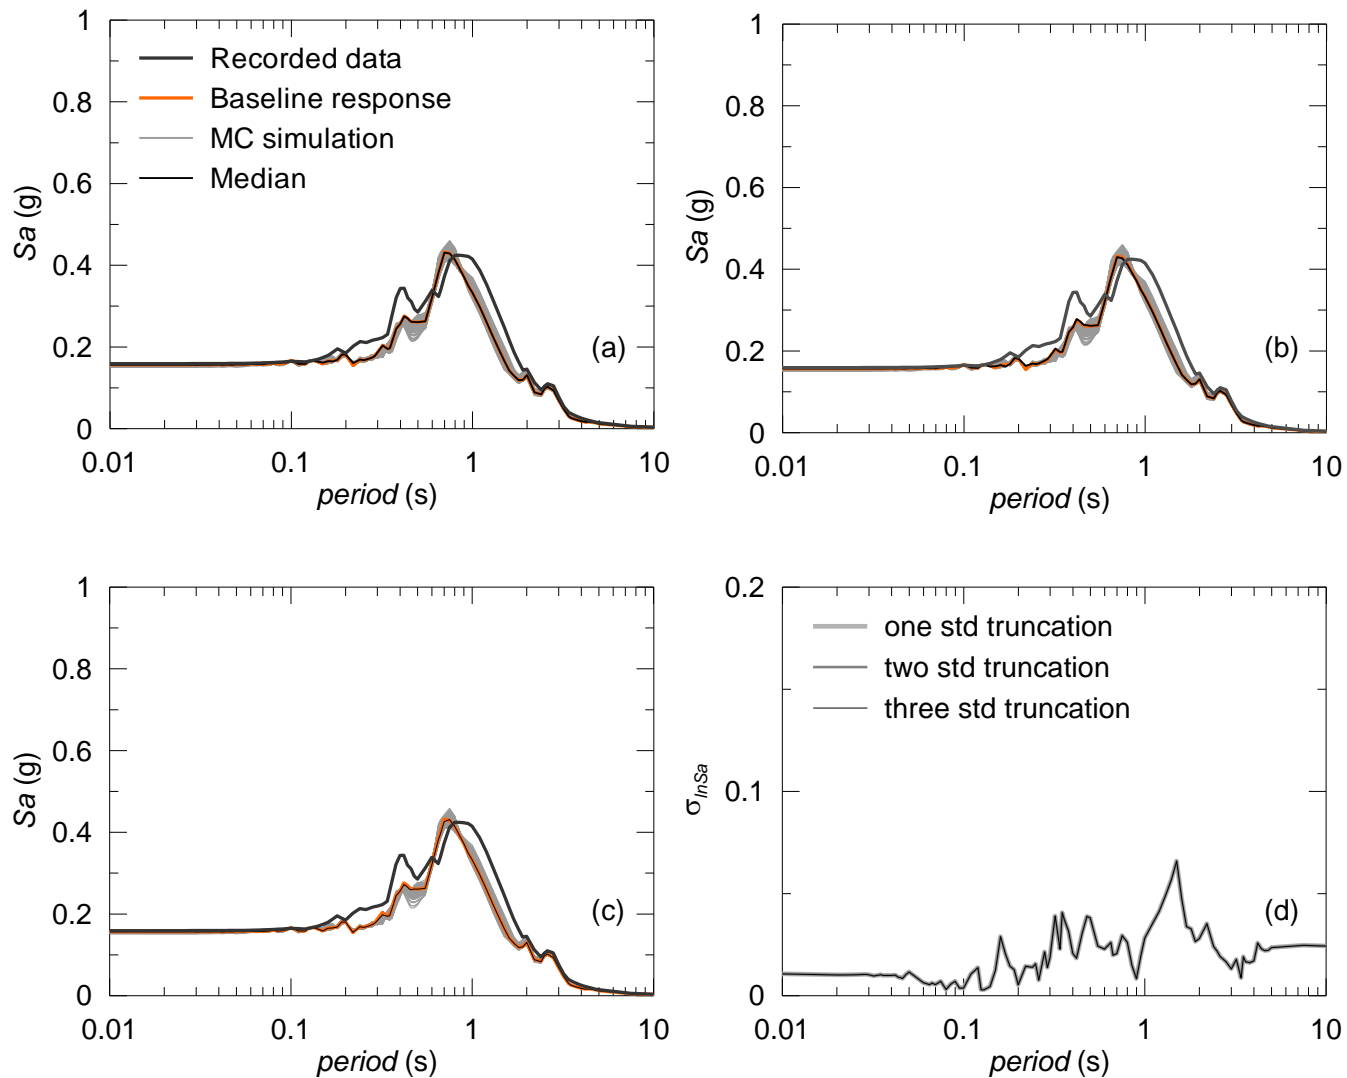 1
0.8
0.6
0.4
0.2
0
Sa (g)
Recorded data
Baseline response
MC simulation
Median
(a)
0.01 0.1 1 10
period (s)
1
0.8
0.6
0.4
0.2
0
Sa (g)
(b)
0.01 0.1 1 10
period (s)
1
0.8
0.6
0.4
0.2
0
Sa (g)
(c)
0.01 0.1 1 10
period (s)
0.2
0.1
0
σlnSa
one std truncation
two std truncation
three std truncation
(d)
0.01 0.1 1 10
period (s)